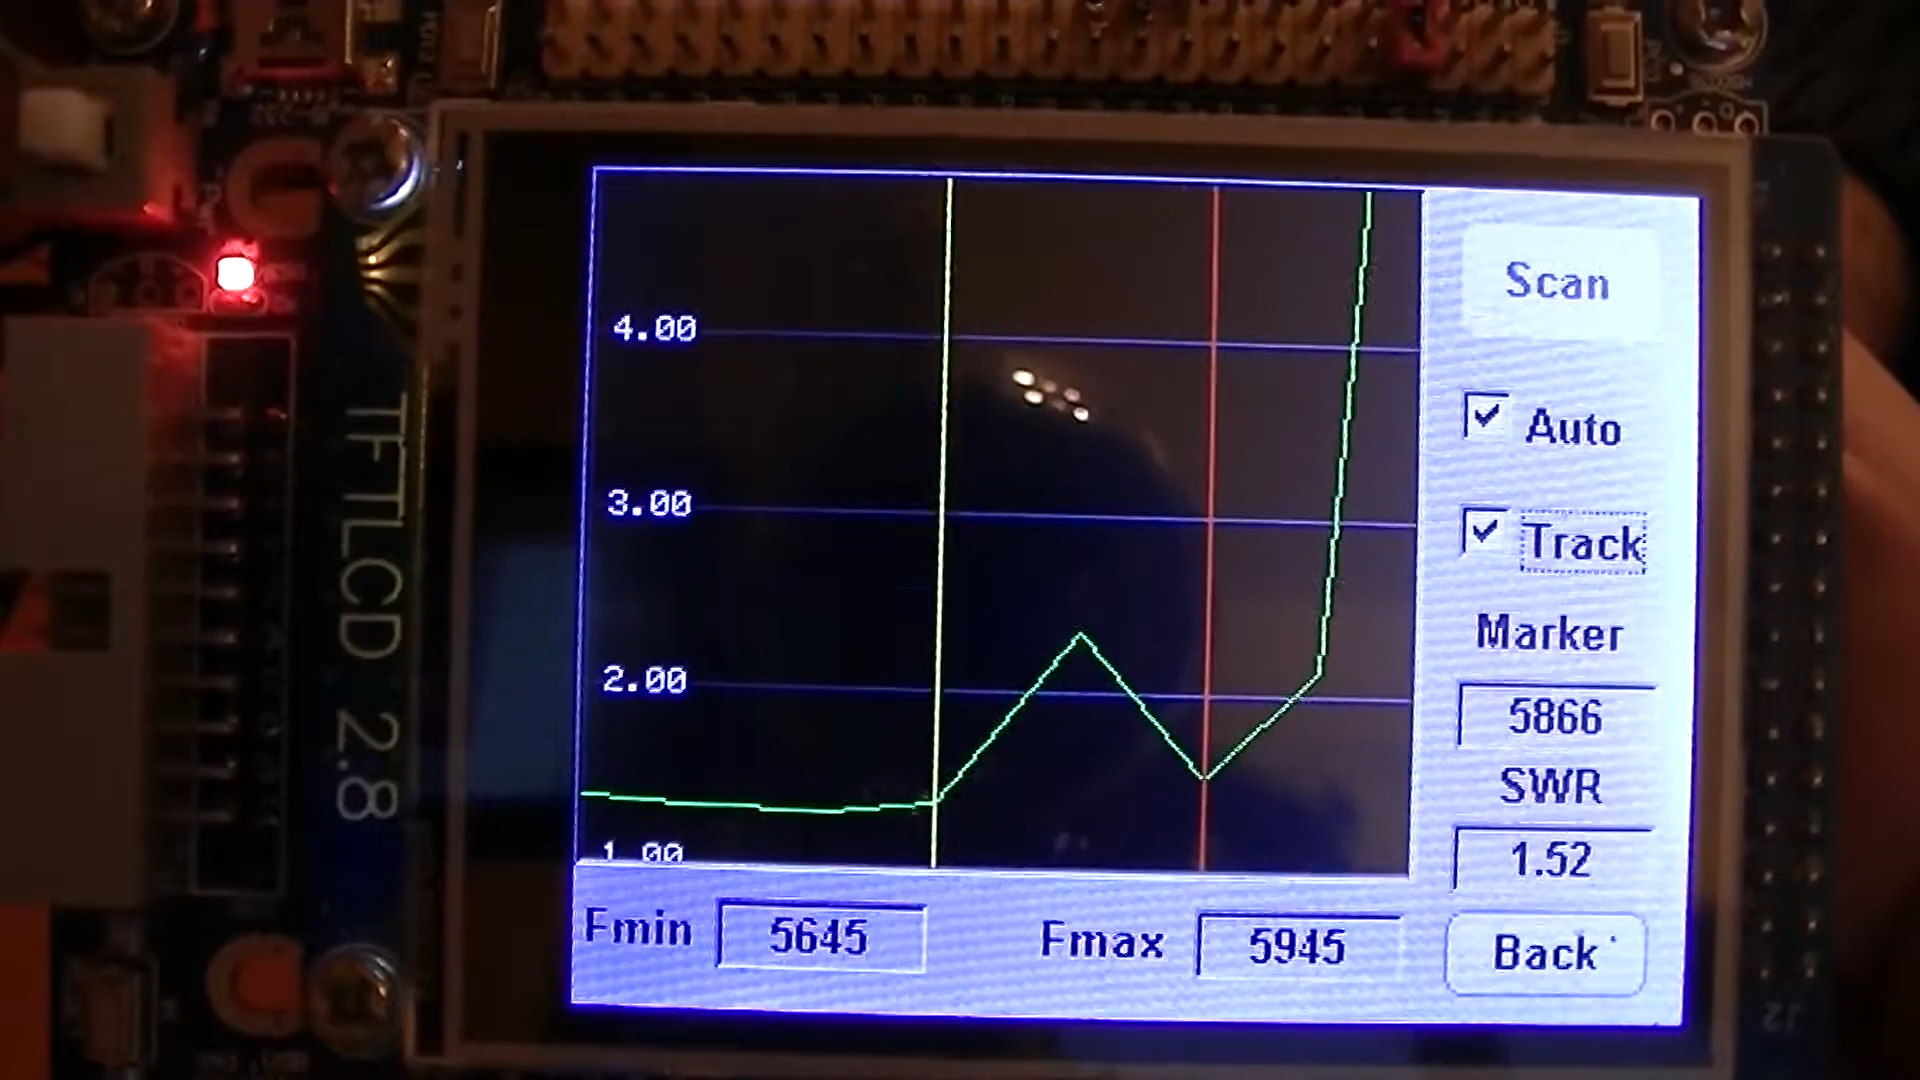 4.00
3.00
2.00
1.00
Scan
Auto
Track
Marker
5866
SWR
1.52
Back
Fmin 5645 Fmax 5945
TFTLCD 2.8